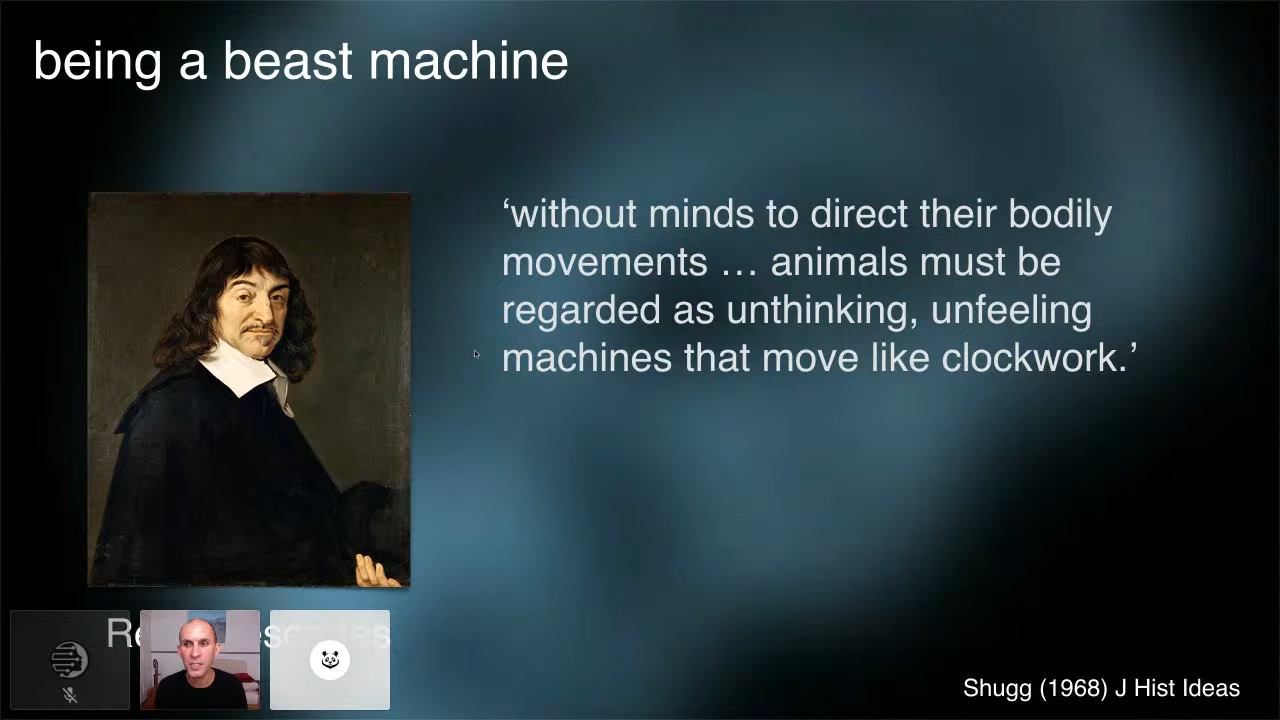 being a beast machine
‘without minds to direct their bodily
movements … animals must be
regarded as unthinking, unfeeling
machines that move like clockwork.’
Shugg (1968) J Hist Ideas